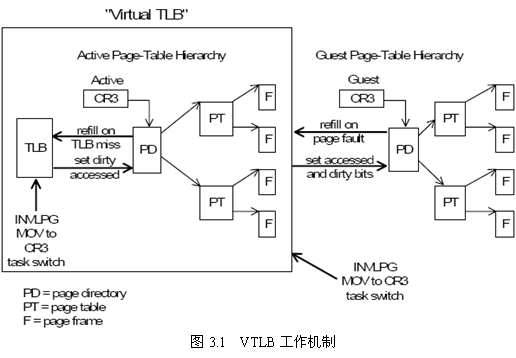 "Virtual TLB"
Active Page-Table Hierarchy
Guest Page-Table Hierarchy
Active
CR3
Guest
CR3
TLB
refill on
TLB miss
set dirty
accessed
PD
PT
PT
F
F
F
F
refill on
page fault
set accessed
and dirty bits
PD
PT
PT
F
F
F
F
INVLPG
MOV to
CR3
task switch
INVLPG
MOV to CR3
task switch
PD = page directory
PT = page table
F = page frame
图 3.1 VTLB 工作机制